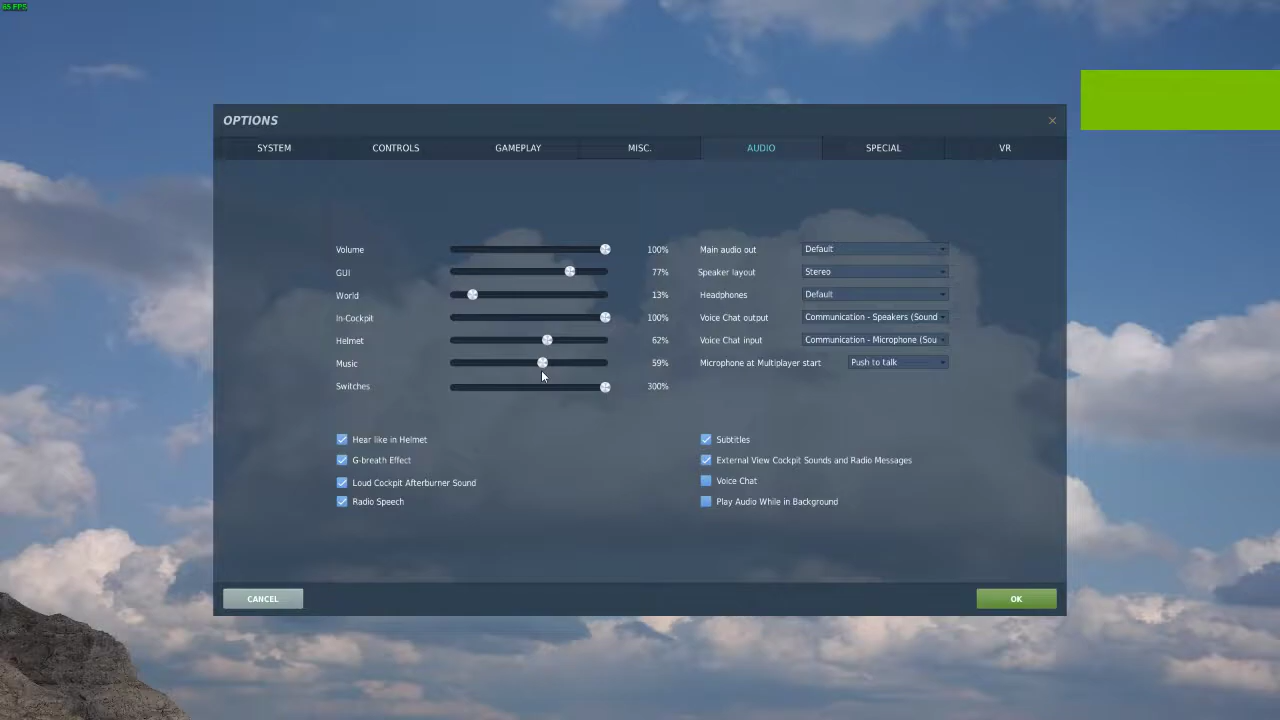 65 FPS
OPTIONS
SYSTEM CONTROLS GAMEPLAY MISC. AUDIO SPECIAL VR
Volume 100% Main audio out Default
GUI 77% Speaker layout Stereo
World 13% Headphones Default
In-Cockpit 100% Voice Chat output Communication - Speakers (Sound
Helmet 62% Voice Chat input Communication - Microphone (Sou
Music 59% Microphone at Multiplayer start Push to talk
Switches 300%
Hear like in Helmet Subtitles
G-breath Effect External View Cockpit Sounds and Radio Messages
Loud Cockpit Afterburner Sound Voice Chat
Radio Speech Play Audio While in Background
CANCEL OK